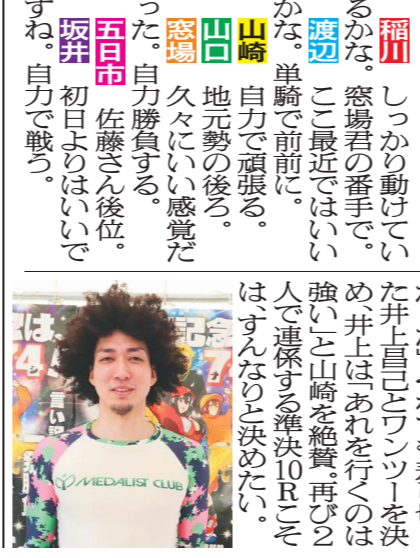 稲川 しっかり動けてい
るかな。窓場君の番手で。
渡辺 ここ最近ではいい
かな。単騎で前前に。
山崎 自力で頑張る。
山口 地元勢の後ろ。
窓場 久々にいい感覚だ
った。自力勝負する。
五日市 佐藤さん後位。
坂井 初日よりはいいで
すね。自力で戦う。
た井上昌己とワンツーを決
め、井上は「あれを行くのは
強い」と山崎を絶賛。再び2
人で連係する準決10Rこそ
は、すんなりと決めたい。
は、
記念
4
7
MEDALIST CLUB